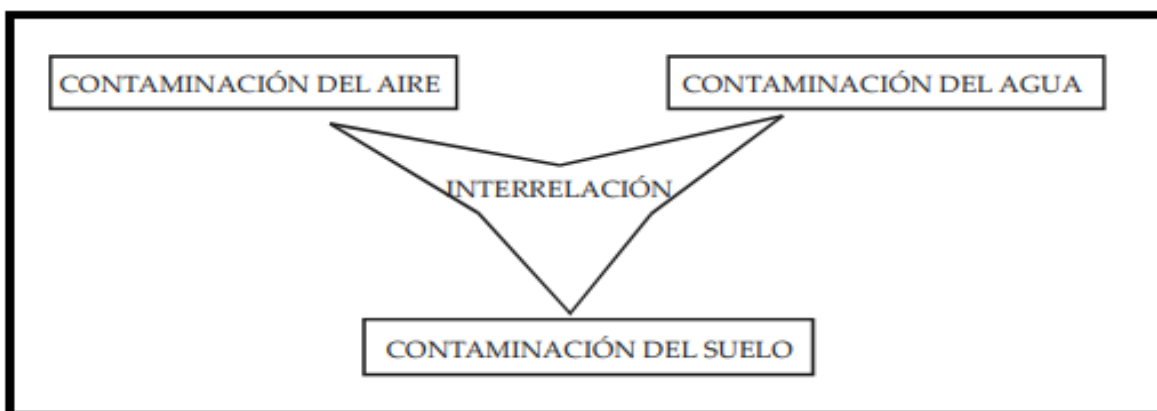 CONTAMINACIÓN DEL AIRE
CONTAMINACIÓN DEL AGUA
INTERRELACIÓN
CONTAMINACIÓN DEL SUELO